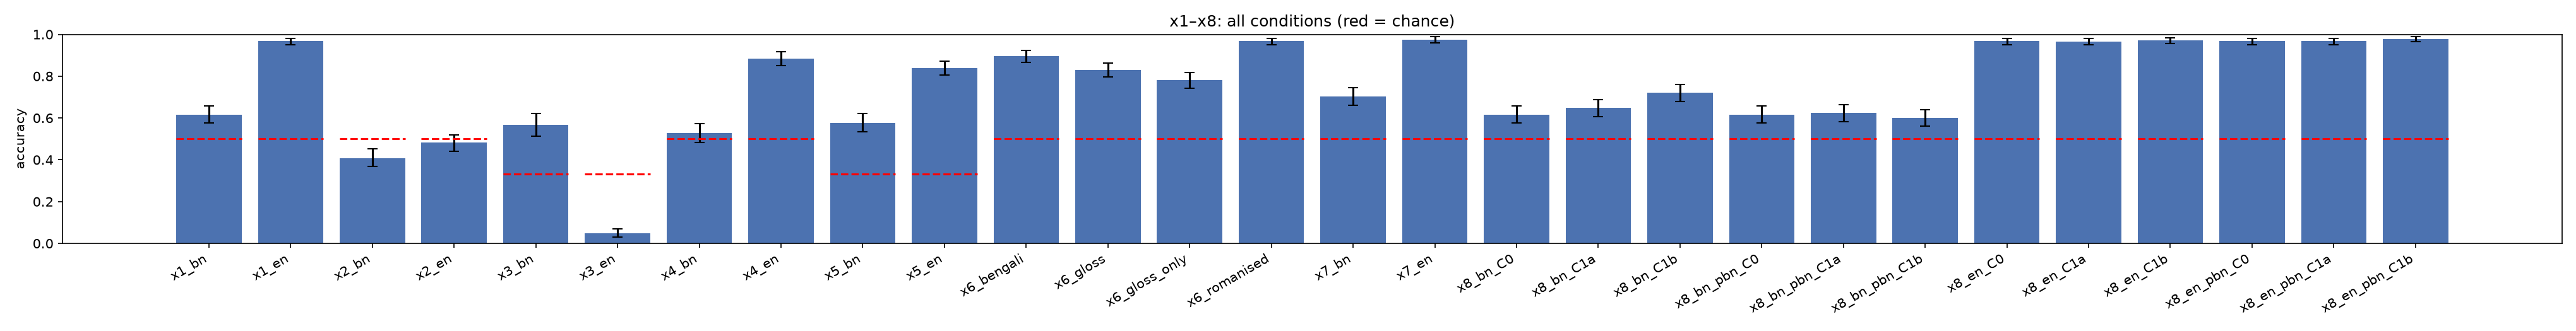 x1–x8: all conditions (red = chance)
accuracy
1.0
0.8
0.6
0.4
0.2
0.0
x1_bn
x1_en
x2_bn
x2_en
x3_bn
x3_en
x4_bn
x4_en
x5_bn
x5_en
x6_bengali
x6_gloss
x6_gloss_only
x6_romanised
x7_bn
x7_en
x8_bn_C0
x8_bn_C1a
x8_bn_C1b
x8_bn_pbn_C0
x8_bn_pbn_C1a
x8_bn_pbn_C1b
x8_en_C0
x8_en_C1a
x8_en_C1b
x8_en_pbn_C0
x8_en_pbn_C1a
x8_en_pbn_C1b